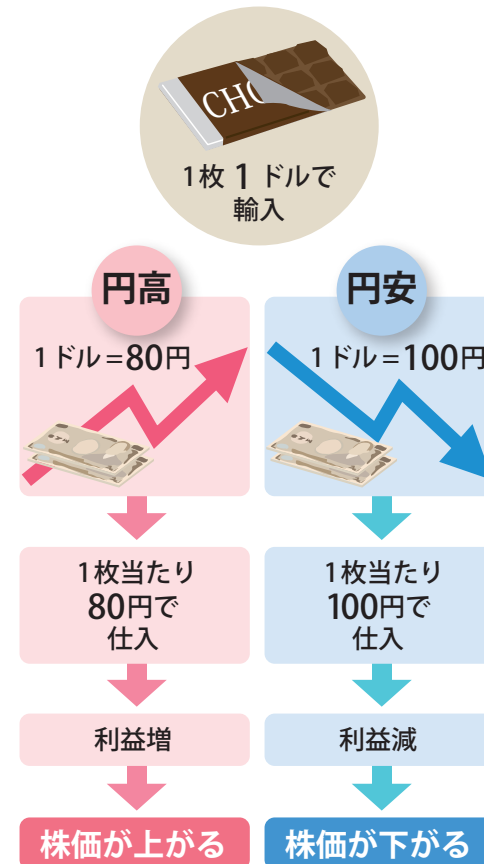 CHO
1枚 1 ドルで
輸入
円高
1ドル=80円
1枚当たり
80円で
仕入
利益増
株価が上がる
円安
1ドル=100円
1枚当たり
100円で
仕入
利益減
株価が下がる